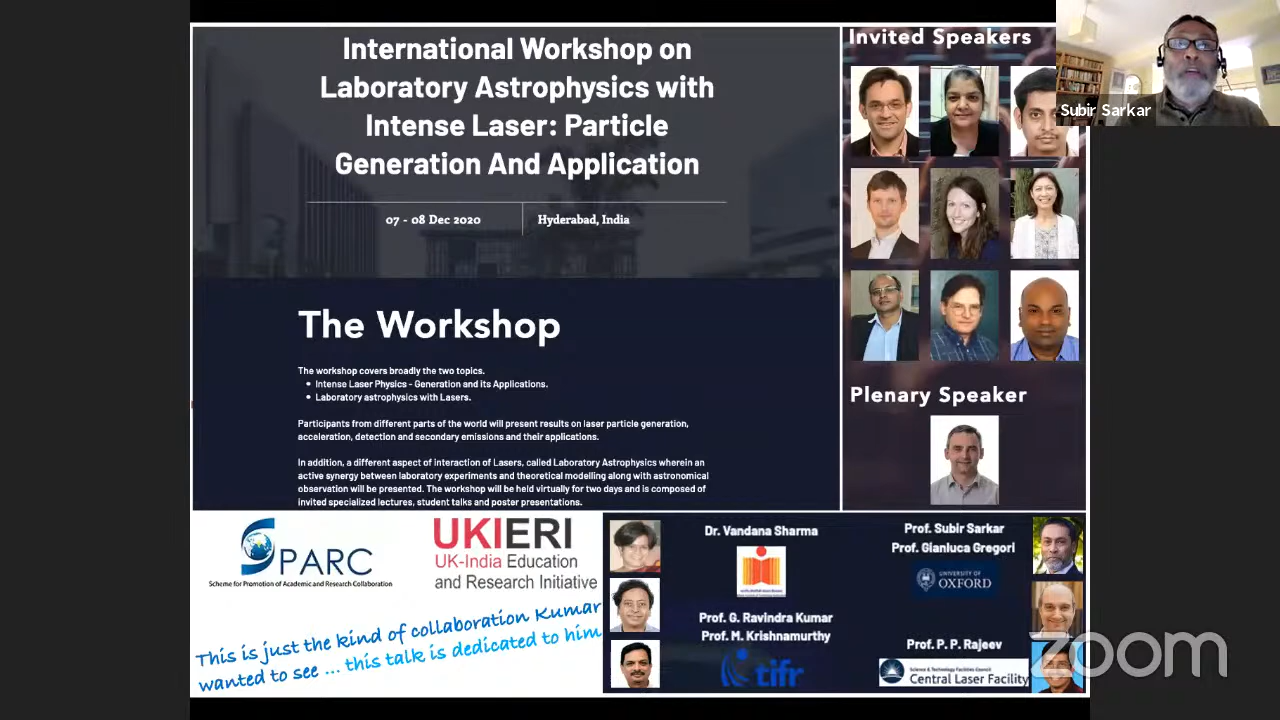 International Workshop on
Laboratory Astrophysics with
Intense Laser: Particle
Generation And Application
07 - 08 Dec 2020
Hyderabad, India
The Workshop
The workshop covers broadly the two topics.
• Intense Laser Physics - Generation and its Applications.
• Laboratory astrophysics with Lasers.
Participants from different parts of the world will present results on laser particle generation,
acceleration, detection and secondary emissions and their applications.
In addition, a different aspect of interaction of Lasers, called Laboratory Astrophysics wherein an
active synergy between laboratory experiments and theoretical modelling along with astronomical
observation will be presented. The workshop will be held virtually for two days and is composed of
invited specialized lectures, student talks and poster presentations.
Invited Speakers
Subir Sarkar
Plenary Speaker
SPARC
Scheme for Promotion of Academic and Research Collaboration
UKIERI
UK-India Education
and Research Initiative
This is just the kind of collaboration Kumar
wanted to see ... this talk is dedicated to him
Dr. Vandana Sharma
Prof. G. Ravindra Kumar
Prof. M. Krishnamurthy
tifr
Prof. Subir Sarkar
Prof. Gianluca Gregori
UNIVERSITY OF
OXFORD
Prof. P. P. Rajeev
Science & Technology Facilities Council
Central Laser Facility
zoom